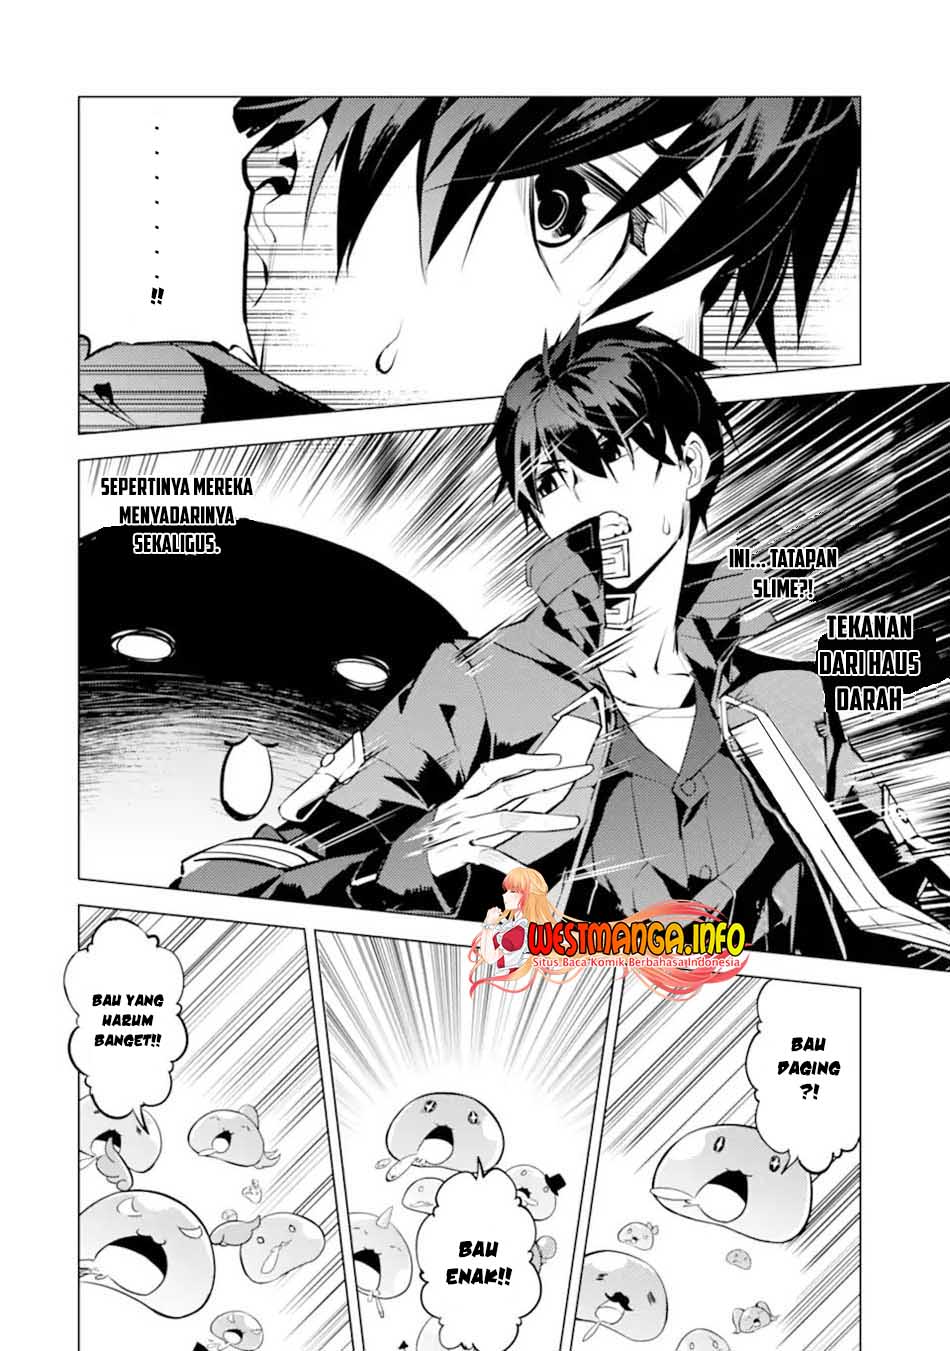 . . . . . . .
!!
INI... TATAPAN
SLIME?!
TEKANAN
DARI HAUS
DARAH
SEPERTINYA MEREKA
MENYADARINYA
SEKALIGUS.
WESTMANGA.INFO
Situs Baca Komik Berbahasa Indonesia
BAU
DAGING
?!
BAU
ENAK!!
BAU YANG
HARUM
BANGET!!